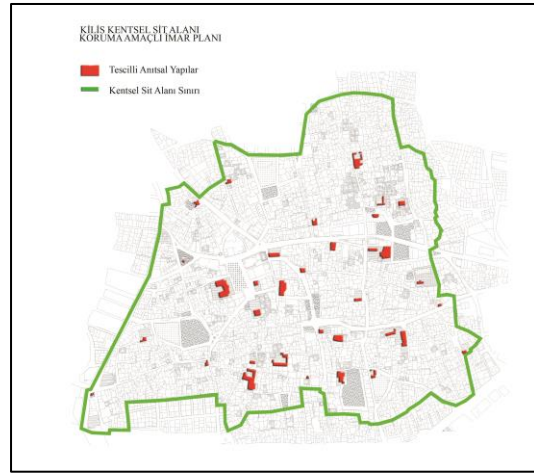 KİLİS KENTSEL SİT ALANI
KORUMA AMAÇLI İMAR PLANI
Tescilli Anıtsal Yapılar
Kentsel Sit Alanı Sınırı